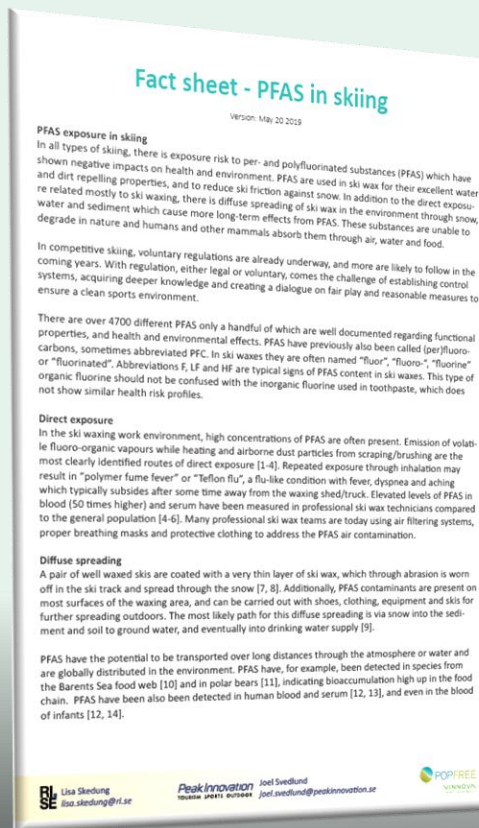 Fact sheet - PFAS in skiing
Version: May 20 2019
PFAS exposure in skiing
In all types of skiing, there is exposure risk to per- and polyfluorinated substances (PFAS) which have
shown negative impacts on health and environment. PFAS are used in ski wax for their excellent water
and dirt repelling properties, and to reduce ski friction against snow. In addition to the direct exposu-
re related mostly to ski waxing, there is diffuse spreading of ski wax in the environment through snow,
water and sediment which cause more long-term effects from PFAS. These substances are unable to
degrade in nature and humans and other mammals absorb them through air, water and food.
In competitive skiing, voluntary regulations are already underway, and more are likely to follow in the
coming years. With regulation, either legal or voluntary, comes the challenge of establishing control
systems, acquiring deeper knowledge and creating a dialogue on fair play and reasonable measures to
ensure a clean sports environment.
There are over 4700 different PFAS only a handful of which are well documented regarding functional
properties, and health and environmental effects. PFAS have previously also been called (per)fluoro-
carbons, sometimes abbreviated PFC. In ski waxes they are often named “fluor”, “fluoro-”, “fluorine”
or “fluorinated”. Abbreviations F, LF and HF are typical signs of PFAS content in ski waxes. This type of
organic fluorine should not be confused with the inorganic fluorine used in toothpaste, which does
not show similar health risk profiles.
Direct exposure
In the ski waxing work environment, high concentrations of PFAS are often present. Emission of volati-
le fluoro-organic vapours while heating and airborne dust particles from scraping/brushing are the
most clearly identified routes of direct exposure [1-4]. Repeated exposure through inhalation may
result in “polymer fume fever” or “Teflon flu”, a flu-like condition with fever, dyspnea and aching
which typically subsides after some time away from the waxing shed/truck. Elevated levels of PFAS in
blood (50 times higher) and serum have been measured in professional ski wax technicians compared
to the general population [4-6]. Many professional ski wax teams are today using air filtering systems,
proper breathing masks and protective clothing to address the PFAS air contamination.
Diffuse spreading
A pair of well waxed skis are coated with a very thin layer of ski wax, which through abrasion is worn
off in the ski track and spread through the snow [7, 8]. Additionally, PFAS contaminants are present on
most surfaces of the waxing area, and can be carried out with shoes, clothing, equipment and skis for
further spreading outdoors. The most likely path for this diffuse spreading is via snow into the sedi-
ment and soil to ground water, and eventually into drinking water supply [9].
PFAS have the potential to be transported over long distances through the atmosphere or water and
are globally distributed in the environment. PFAS have, for example, been detected in species from
the Barents Sea food web [10] and in polar bears [11], indicating bioaccumulation high up in the food
chain. PFAS have been also been detected in human blood and serum [12, 13], and even in the blood
of infants [12, 14].
RI.SE Lisa Skedung
lisa.skedung@ri.se
Peak Innovation
TOURISM SPORTS OUTDOOR
Joel Svedlund
joel.svedlund@peakinnovation.se
POPFREE
VINNOVA